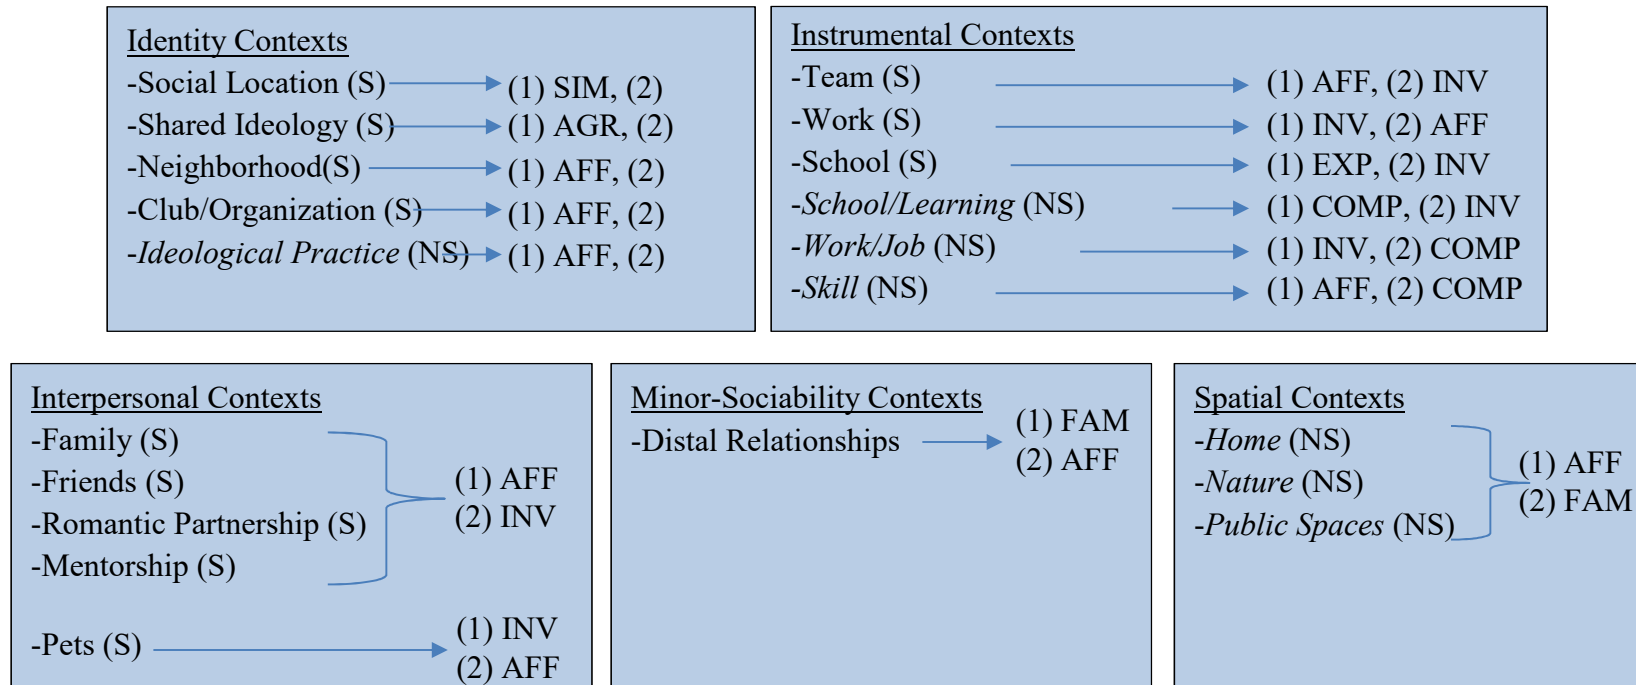 Identity Contexts
-Social Location (S) (1) SIM, (2)
-Shared Ideology (S) (1) AGR, (2)
-Neighborhood(S) (1) AFF, (2)
-Club/Organization (S) (1) AFF, (2)
-Ideological Practice (NS) (1) AFF, (2)
Instrumental Contexts
-Team (S) (1) AFF, (2) INV
-Work (S) (1) INV, (2) AFF
-School (S) (1) EXP, (2) INV
-School/Learning (NS) (1) COMP, (2) INV
-Work/Job (NS) (1) INV, (2) COMP
-Skill (NS) (1) AFF, (2) COMP
Interpersonal Contexts
-Family (S)
-Friends (S)
-Romantic Partnership (S)
-Mentorship (S)
(1) AFF
(2) INV
-Pets (S)
(1) INV
(2) AFF
Minor-Sociability Contexts
-Distal Relationships
(1) FAM
(2) AFF
Spatial Contexts
-Home (NS)
-Nature (NS)
-Public Spaces (NS)
(1) AFF
(2) FAM